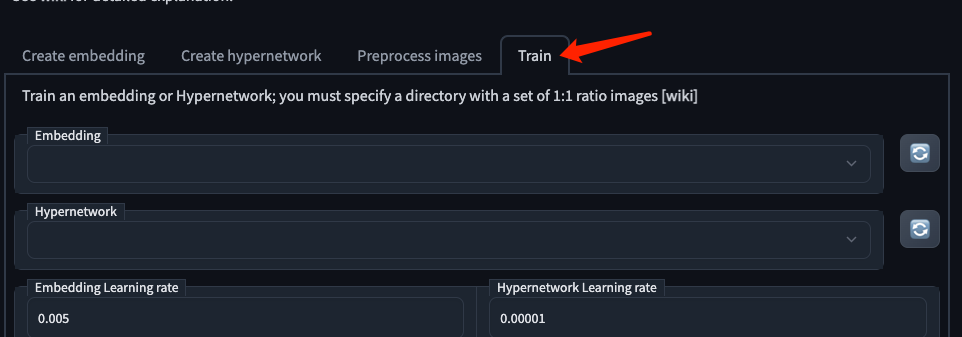 Create embedding Create hypernetwork Preprocess images Train
Train an embedding or Hypernetwork; you must specify a directory with a set of 1:1 ratio images [wiki]
Embedding
Hypernetwork
Embedding Learning rate Hypernetwork Learning rate
0.005 0.00001